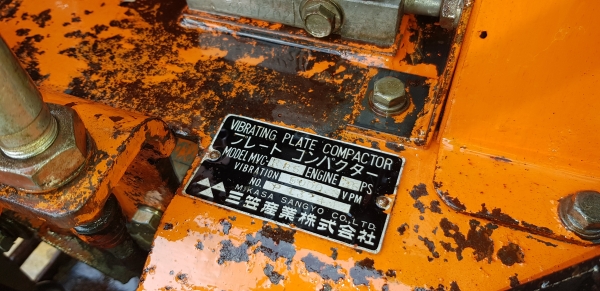 VIBRATING PLATE COMPACTOR
プレート コンパクター
MODEL MVC- ENGINE PS
VIBRATION VPM
NO.
MIKASA SANGYO CO., LTD.
三笠産業株式会社